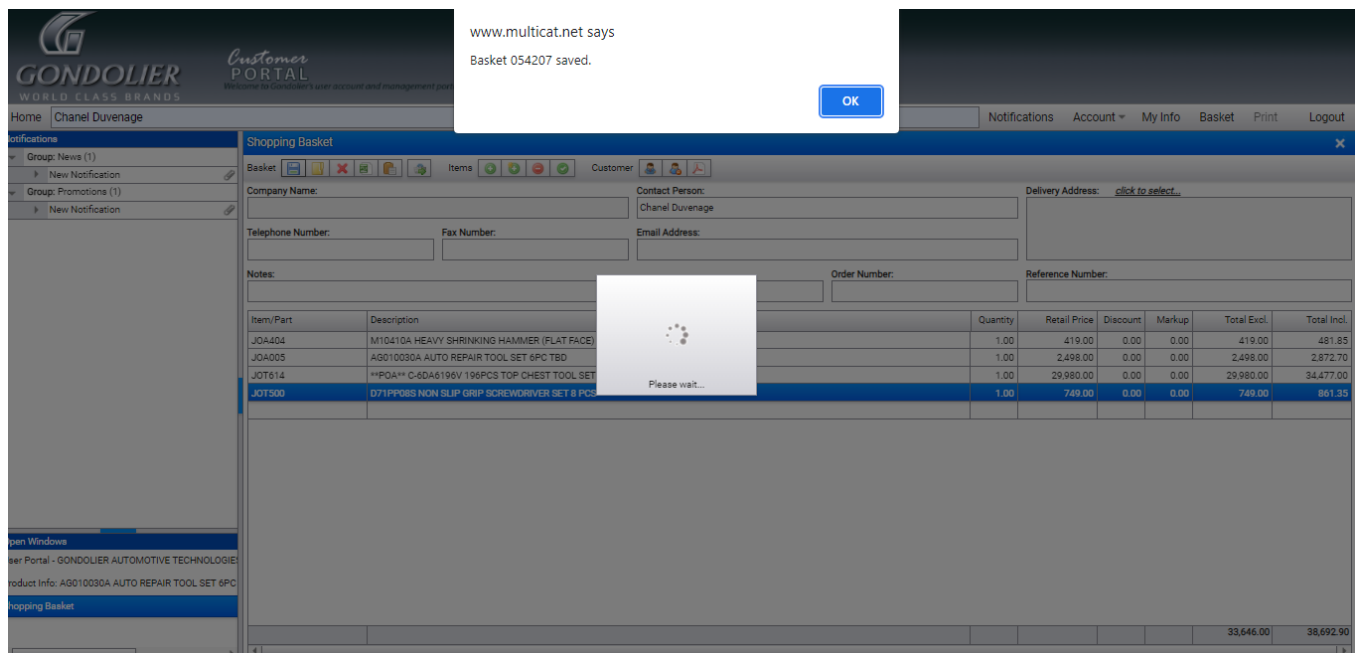 www.multicat.net says
Basket 054207 saved.
OK
GONDOLIER
WORLD CLASS BRANDS
Customer
PORTAL
Welcome to Gondolier's user account and management
Home Chanel Duvenage Notifications Account My Info Basket Print Logout
Notifications
Group: News (1)
New Notification
Group: Promotions (1)
New Notification
Open Windows
User Portal - GONDOLIER AUTOMOTIVE TECHNOLOGIE
Product Info: AG010030A AUTO REPAIR TOOL SET 6PC
Shopping Basket
Shopping Basket
Basket Items Customer
Company Name: Contact Person: Delivery Address: click to select...
Chanel Duvenage
Telephone Number: Fax Number: Email Address:
Notes: Order Number: Reference Number:
Item/Part Description Quantity Retail Price Discount Markup Total Excl. Total Incl.
JOA404 M10410A HEAVY SHRINKING HAMMER (FLAT FACE) 1.00 419.00 0.00 0.00 419.00 481.85
JOA005 AG010030A AUTO REPAIR TOOL SET 6PC TBD 1.00 2,498.00 0.00 0.00 2,498.00 2,872.70
JOT614 **POA** C-6DA6196V 196PCS TOP CHEST TOOL SET 1.00 29,980.00 0.00 0.00 29,980.00 34,477.00
JOT500 D71PP08S NON SLIP GRIP SCREWDRIVER SET 8 PCS 1.00 749.00 0.00 0.00 749.00 861.35
33,646.00 38,692.90
Please wait...